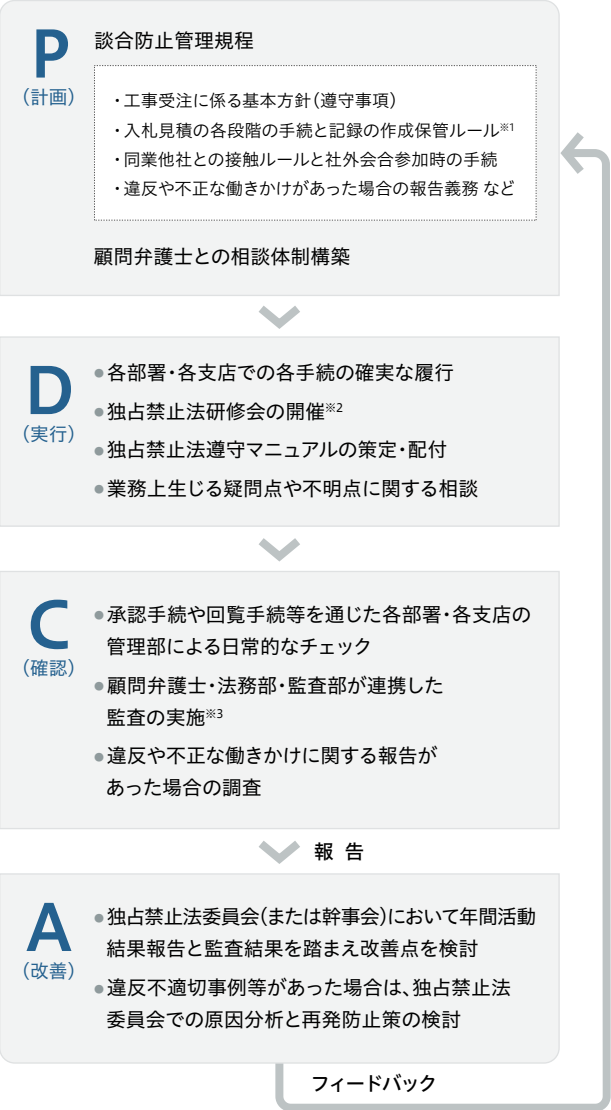 P
(計画)
談合防止管理規程
・工事受注に係る基本方針(遵守事項)
・入札見積の各段階の手続と記録の作成保管ルール※1
・同業他社との接触ルールと社外会合参加時の手続
・違反や不正な働きかけがあった場合の報告義務 など
顧問弁護士との相談体制構築
D
(実行)
●各部署・各支店での各手続の確実な履行
●独占禁止法研修会の開催※2
●独占禁止法遵守マニュアルの策定・配付
●業務上生じる疑問点や不明点に関する相談
C
(確認)
●承認手続や回覧手続等を通じた各部署・各支店の
管理部による日常的なチェック
●顧問弁護士・法務部・監査部が連携した
監査の実施※3
●違反や不正な働きかけに関する報告が
あった場合の調査
報 告
A
(改善)
●独占禁止法委員会(または幹事会)において年間活動
結果報告と監査結果を踏まえ改善点を検討
●違反不適切事例等があった場合は、独占禁止法
委員会での原因分析と再発防止策の検討
フィードバック